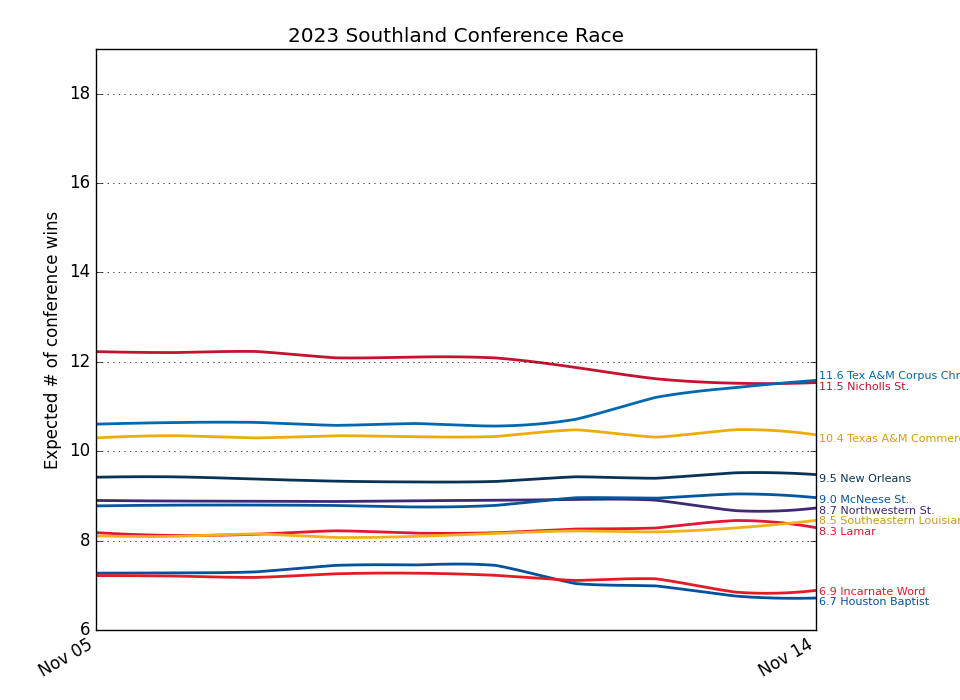 2023 Southland Conference Race
Expected # of conference wins
18
16
14
12
10
8
6
Nov 05
Nov 14
11.6 Tex A&M Corpus Chr
11.5 Nicholls St.
10.4 Texas A&M Commer
9.5 New Orleans
9.0 McNeese St.
8.7 Northwestern St.
8.5 Southeastern Louisian
8.3 Lamar
6.9 Incarnate Word
6.7 Houston Baptist